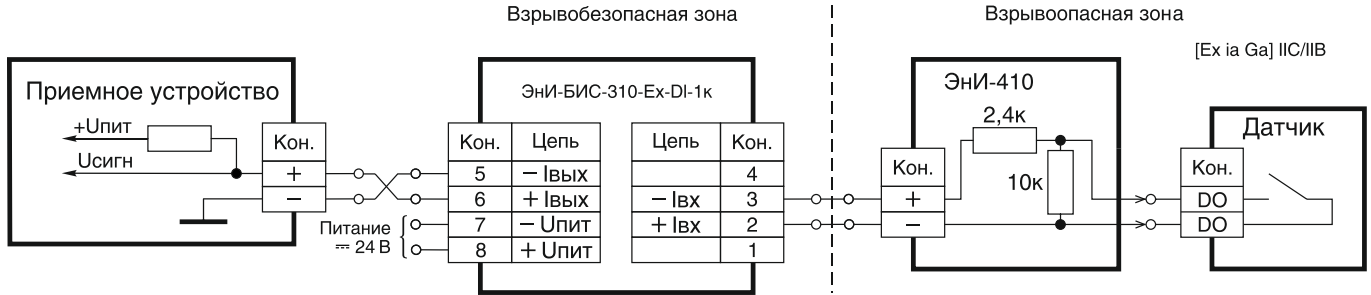 Взрывобезопасная зона
Взрывоопасная зона
[Ex ia Ga] IIC/IIB
Приемное устройство
+Uпит
Uсигн
Кон.
+
−
Питание
⎓ 24 В
ЭнИ-БИС-310-Ex-DI-1к
Кон. Цепь
5 − Iвых
6 + Iвых
7 − Uпит
8 + Uпит
Цепь Кон.
4
− Iвх 3
+ Iвх 2
1
ЭнИ-410
2,4к
10к
Кон.
+
−
Датчик
Кон.
DO
DO